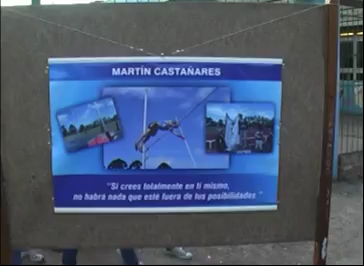 MARTÍN CASTAÑARES
"Si crees totalmente en ti mismo,
no habrá nada que esté fuera de tus posibilidades"